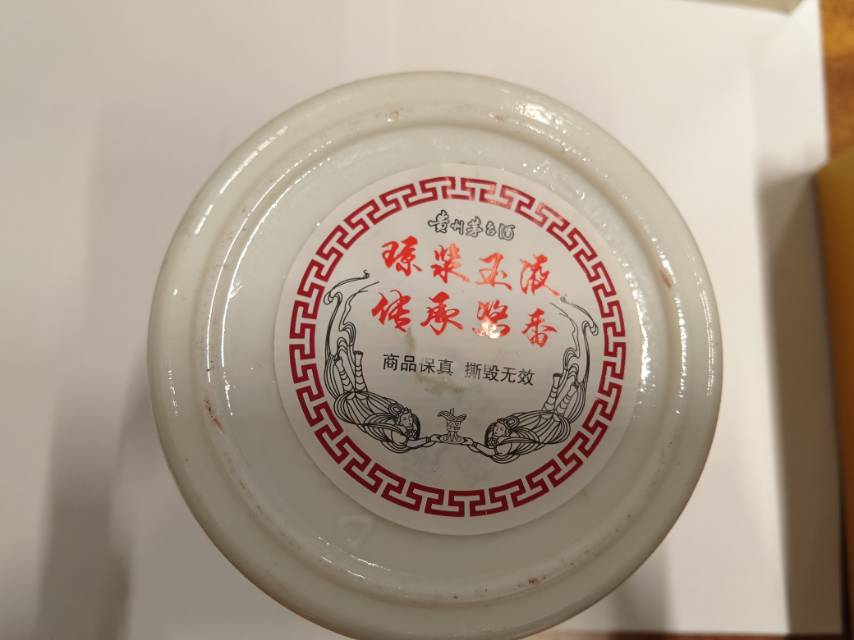 贵州茅台酒
琼浆玉液
传承酱香
商品保真 撕毁无效